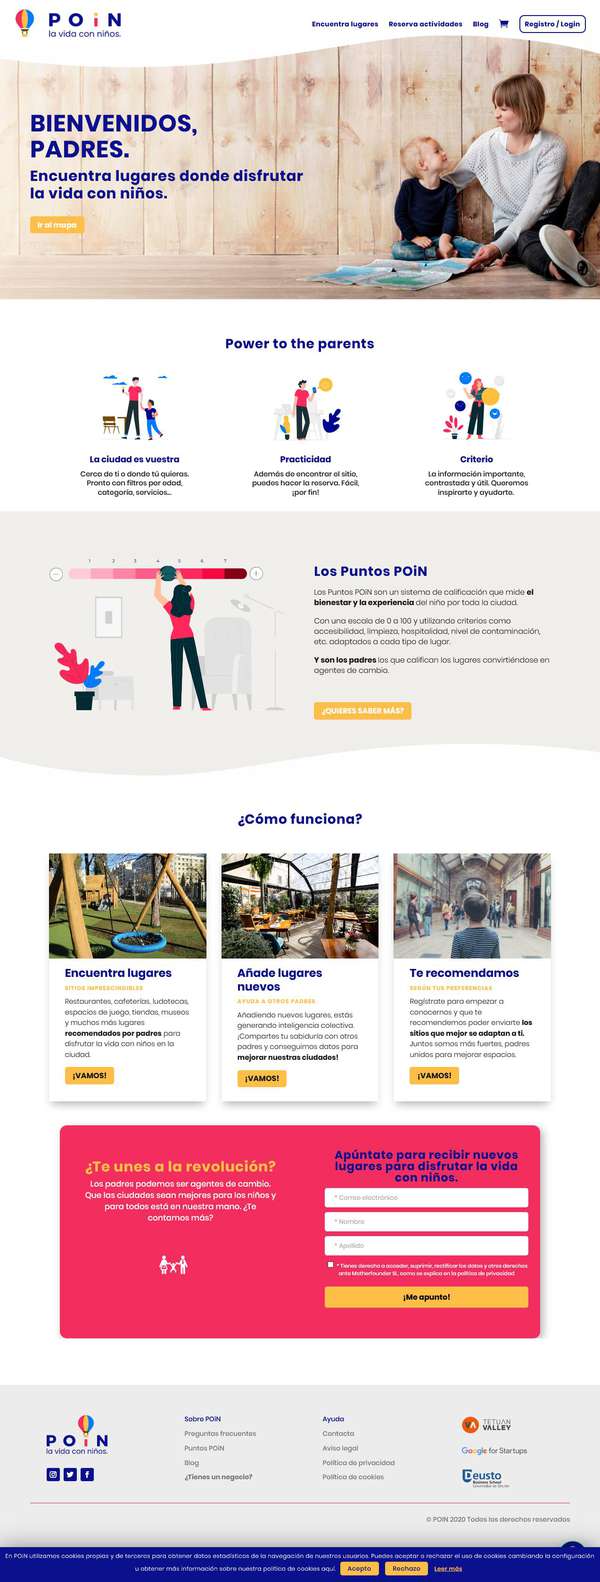 POiN
la vida con niños.
Encuentra lugares
Reserva actividades
Blog
Registro / Login
BIENVENIDOS,
PADRES.
Encuentra lugares donde disfrutar
la vida con niños.
Ir al mapa
Power to the parents
La ciudad es vuestra
Cerca de ti o donde tú quieras.
Pronto con filtros por edad,
categoría, servicios...
Practicidad
Además de encontrar el sitio,
puedes hacer la reserva. Fácil,
¡por fin!
Criterio
La información importante,
contrastada y útil. Queremos
inspirarte y ayudarte.
1 2 3 4 5 6 7
Los Puntos POiN
Los Puntos POiN son un sistema de calificación que mide el
bienestar y la experiencia del niño por toda la ciudad.
Con una escala de 0 a 100 y utilizando criterios como
accesibilidad, limpieza, hospitalidad, nivel de contaminación,
etc. adaptados a cada tipo de lugar.
Y son los padres los que califican los lugares convirtiéndose en
agentes de cambio.
¿QUIERES SABER MÁS?
¿Cómo funciona?
Encuentra lugares
SITIOS IMPRESCINDIBLES
Restaurantes, cafeterías, ludotecas,
espacios de juego, tiendas, museos
y muchos más lugares
recomendados por padres para
disfrutar la vida con niños en la
ciudad.
¡VAMOS!
Añade lugares
nuevos
AYUDA A OTROS PADRES
Añadiendo nuevos lugares, estás
generando inteligencia colectiva.
¡Compartes tu sabiduría con otros
padres y conseguimos datos para
mejorar nuestras ciudades!
¡VAMOS!
Te recomendamos
SEGÚN TUS PREFERENCIAS
Regístrate para empezar a
conocernos y que te
recomendemos poder enviarte los
sitios que mejor se adaptan a ti.
Juntos somos más fuertes, padres
unidos para mejorar espacios.
¡VAMOS!
¿Te unes a la revolución?
Los padres podemos ser agentes de cambio.
Que las ciudades sean mejores para los niños y
para todos está en nuestra mano. ¿Te
contamos más?
Apúntate para recibir nuevos
lugares para disfrutar la vida
con niños.
* Correo electrónico
* Nombre
* Apellido
* Tienes derecho a acceder, suprimir, rectificar los datos y otros derechos
ante Motherfounder SL, como se explica en la política de privacidad
¡Me apunto!
POiN
la vida con niños.
Sobre POiN
Preguntas frecuentes
Puntos POiN
Blog
¿Tienes un negocio?
Ayuda
Contacta
Aviso legal
Política de privacidad
Política de cookies
TETUAN
VALLEY
Google for Startups
Deusto
Business School
© POIN 2020 Todos los derechos reservados
En POiN utilizamos cookies propias y de terceros para obtener datos estadísticos de la navegación de nuestros usuarios. Puedes aceptar o rechazar el uso de cookies cambiando la configuración
u obtener más información sobre nuestra política de cookies aquí.
Acepto
Rechazo
Leer más